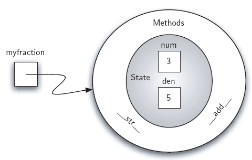 Methods
myfraction
num
3
State
den
5
__str__
__add__